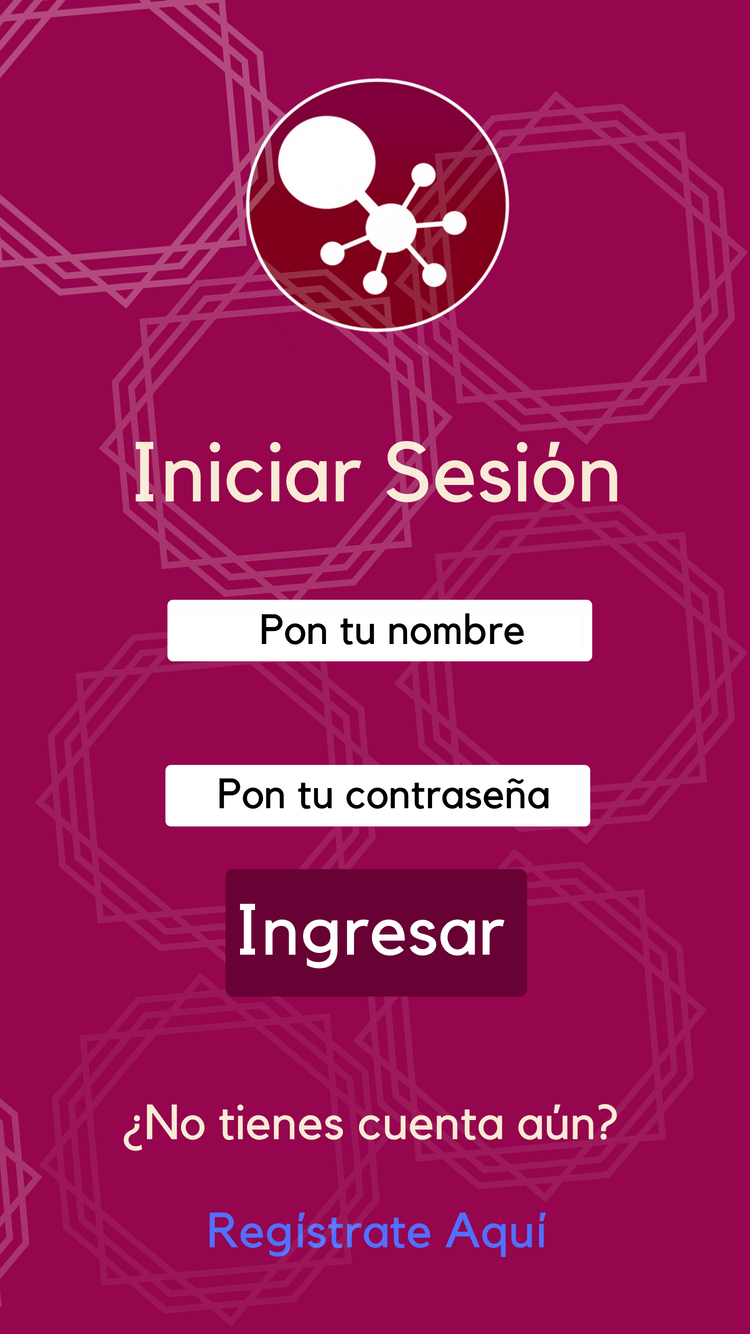 Iniciar Sesión
Pon tu nombre
Pon tu contraseña
Ingresar
¿No tienes cuenta aún?
Regístrate Aquí